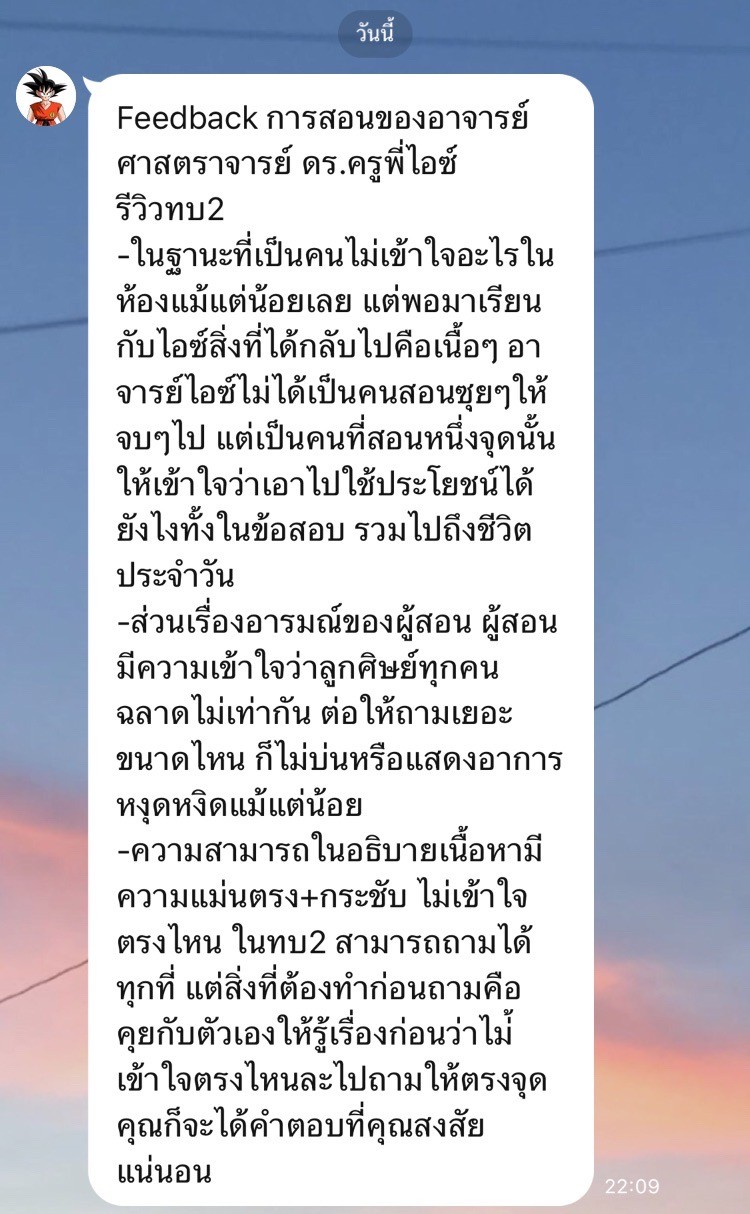 วันนี้
Feedback การสอนของอาจารย์
ศาสตราจารย์ ดร.ครูพี่ไอซ์
รีวิวทบ2
-ในฐานะที่เป็นคนไม่เข้าใจอะไรใน
ห้องแม้แต่น้อยเลย แต่พอมาเรียน
กับไอซ์สิ่งที่ได้กลับไปคือเนื้อๆ อา
จารย์ไอซ์ไม่ได้เป็นคนสอนซุยๆให้
จบๆไป แต่เป็นคนที่สอนหนึ่งจุดนั้น
ให้เข้าใจว่าเอาไปใช้ประโยชน์ได้
ยังไงทั้งในข้อสอบ รวมไปถึงชีวิต
ประจำวัน
-ส่วนเรื่องอารมณ์ของผู้สอน ผู้สอน
มีความเข้าใจว่าลูกศิษย์ทุกคน
ฉลาดไม่เท่ากัน ต่อให้ถามเยอะ
ขนาดไหน ก็ไม่บ่นหรือแสดงอาการ
หงุดหงิดแม้แต่น้อย
-ความสามารถในอธิบายเนื้อหามี
ความแม่นตรง+กระชับ ไม่เข้าใจ
ตรงไหน ในทบ2 สามารถถามได้
ทุกที่ แต่สิ่งที่ต้องทำก่อนถามคือ
คุยกับตัวเองให้รู้เรื่องก่อนว่าไม้่
เข้าใจตรงไหนละไปถามให้ตรงจุด
คุณก็จะได้คำตอบที่คุณสงสัย
แน่นอน
22:09